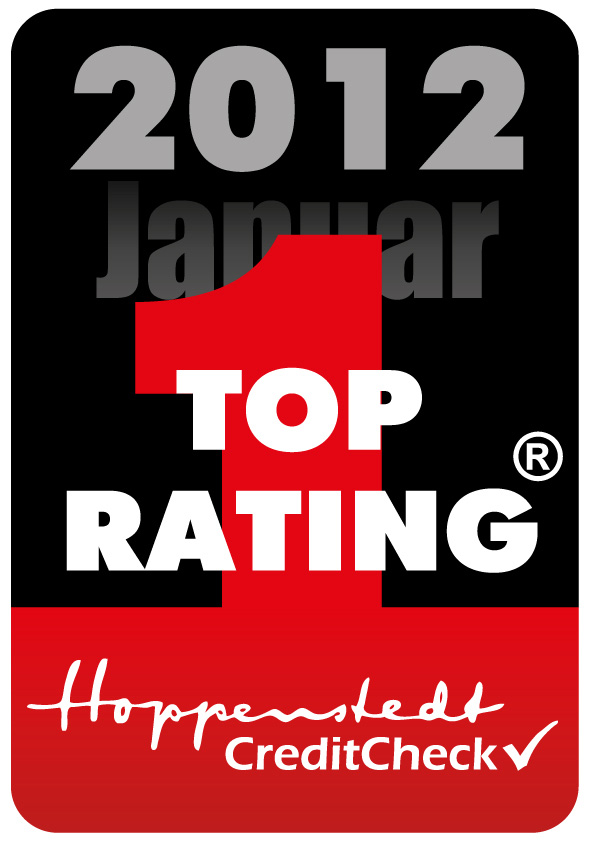 2012
Januar
1
TOP
RATING®
Hoppenstedt
CreditCheck